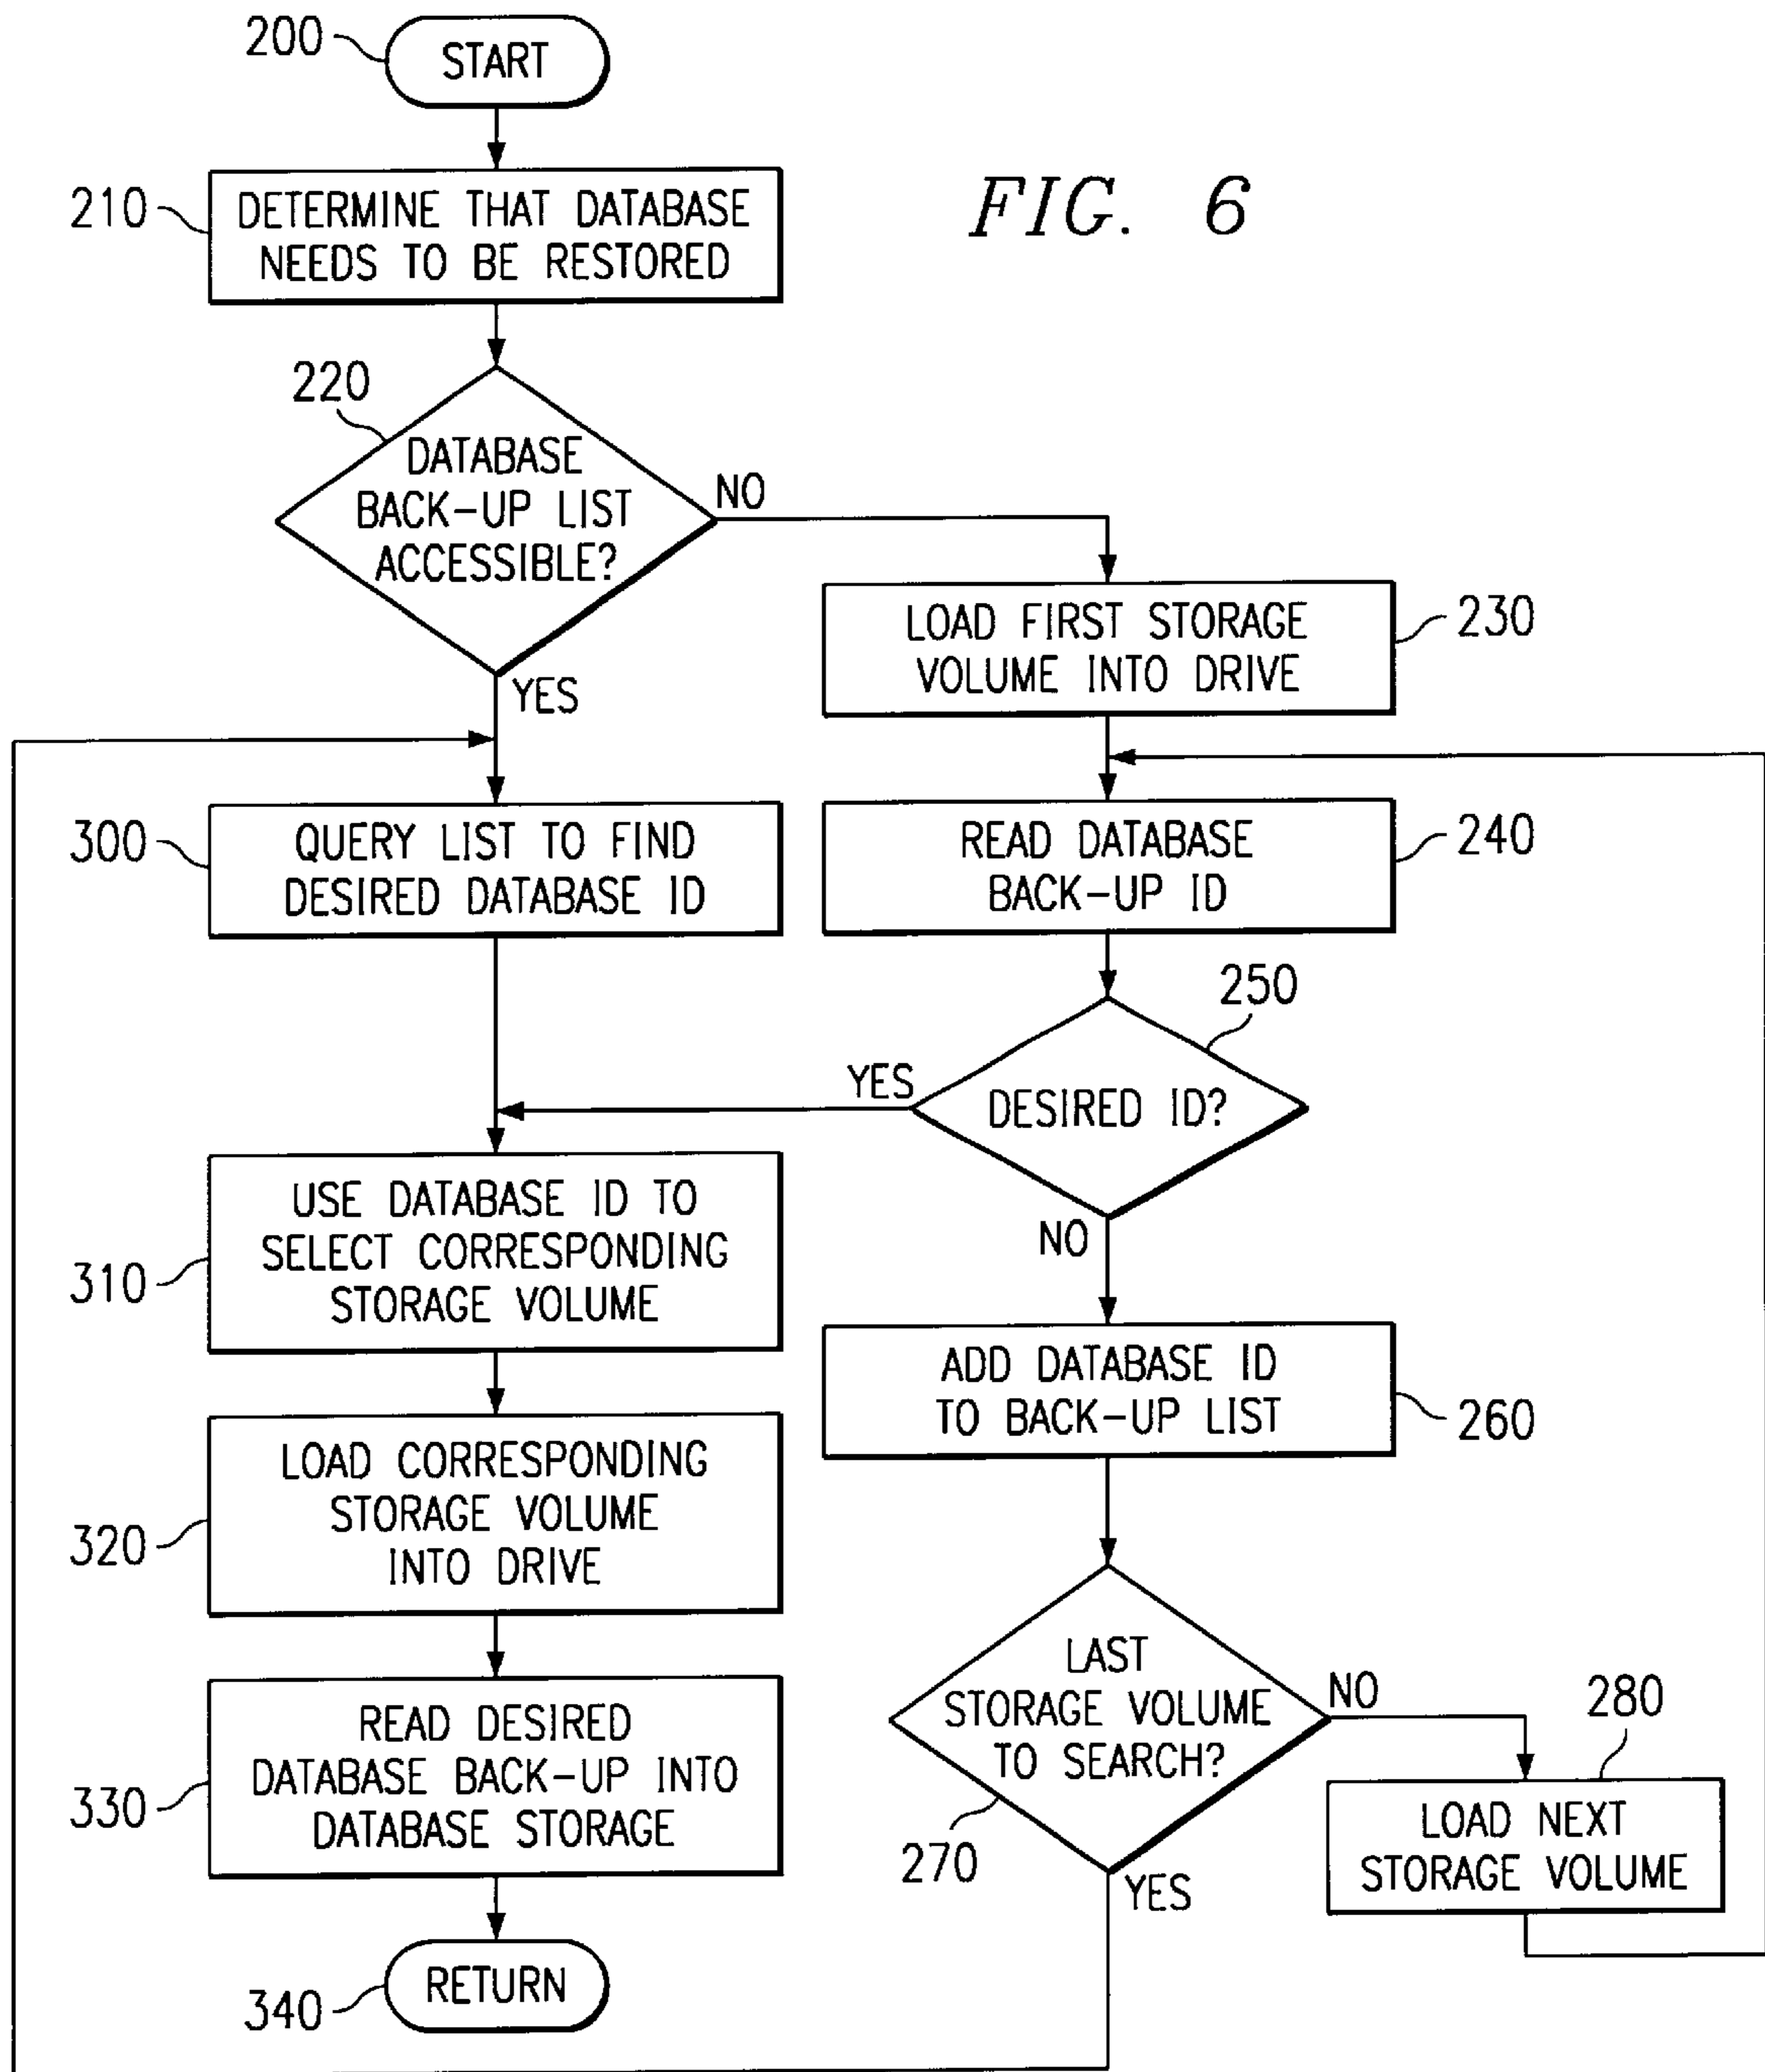 200
START
FIG. 6
210
DETERMINE THAT DATABASE
NEEDS TO BE RESTORED
220
DATABASE
BACK-UP LIST
ACCESSIBLE?
NO
YES
LOAD FIRST STORAGE
VOLUME INTO DRIVE
230
300
QUERY LIST TO FIND
DESIRED DATABASE ID
READ DATABASE
BACK-UP ID
240
250
YES
DESIRED ID?
NO
310
USE DATABASE ID TO
SELECT CORRESPONDING
STORAGE VOLUME
ADD DATABASE ID
TO BACK-UP LIST
260
320
LOAD CORRESPONDING
STORAGE VOLUME
INTO DRIVE
LAST
STORAGE VOLUME
TO SEARCH?
NO
270
YES
280
LOAD NEXT
STORAGE VOLUME
330
READ DESIRED
DATABASE BACK-UP INTO
DATABASE STORAGE
340
RETURN